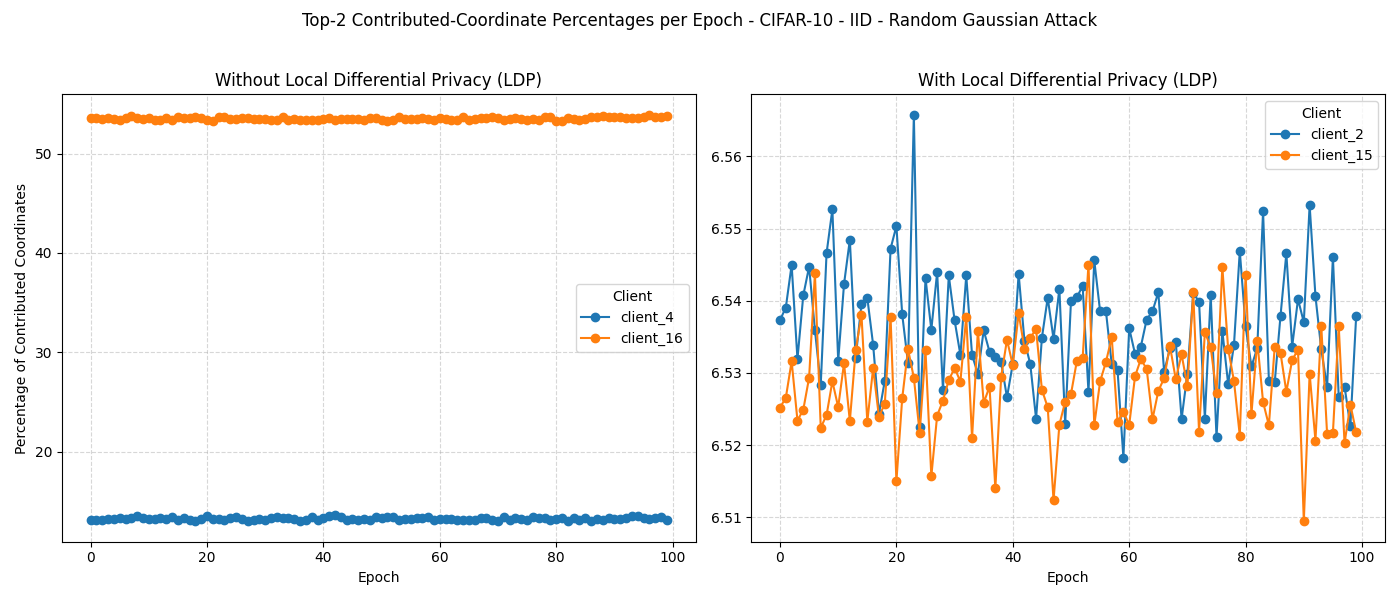 Top-2 Contributed-Coordinate Percentages per Epoch - CIFAR-10 - IID - Random Gaussian Attack
Without Local Differential Privacy (LDP)
Percentage of Contributed Coordinates
50
40
30
20
0
20
40
60
80
100
Epoch
Client
client_4
client_16
With Local Differential Privacy (LDP)
6.56
6.55
6.54
6.53
6.52
6.51
0
20
40
60
80
100
Epoch
Client
client_2
client_15